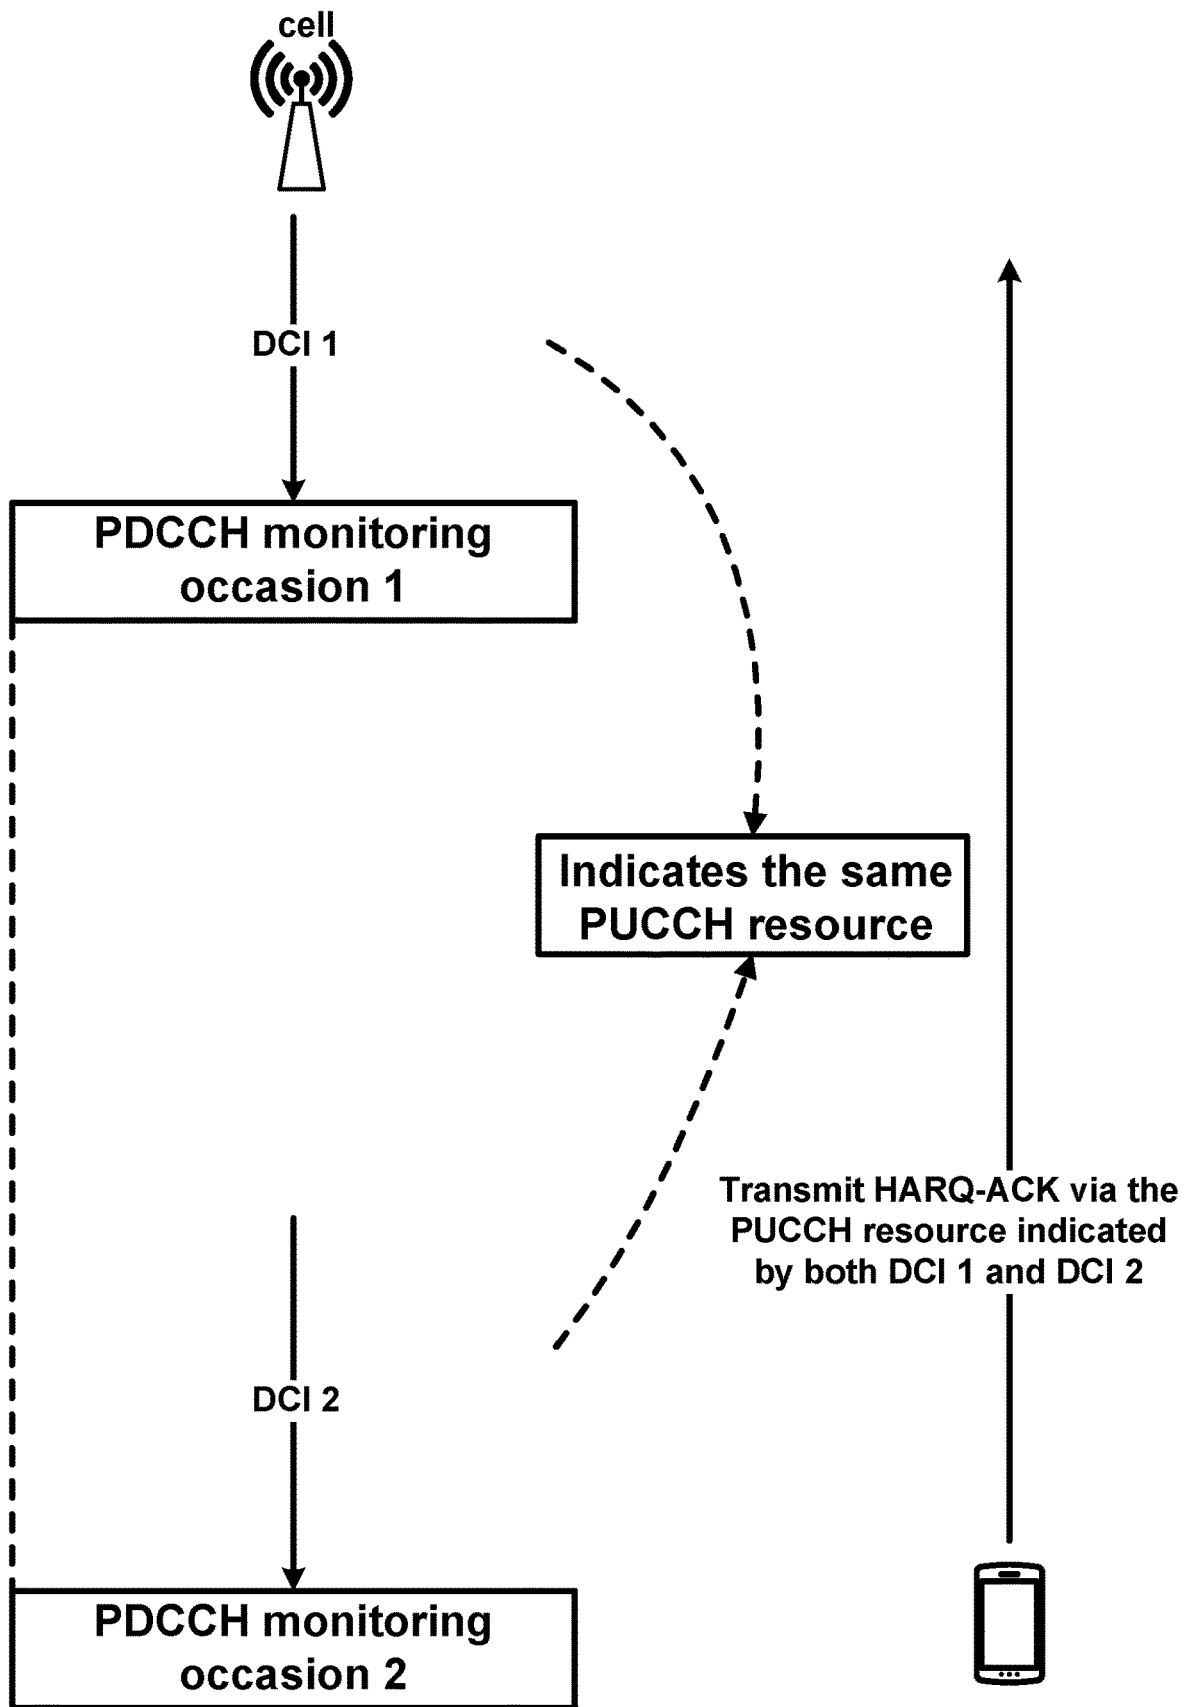 cell
DCI 1
PDCCH monitoring
occasion 1
Indicates the same
PUCCH resource
Transmit HARQ-ACK via the
PUCCH resource indicated
by both DCI 1 and DCI 2
DCI 2
PDCCH monitoring
occasion 2